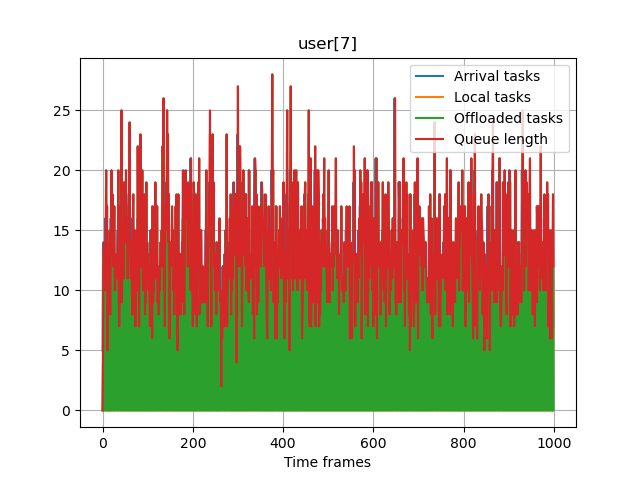 user[7]
Arrival tasks
Local tasks
Offloaded tasks
Queue length
25
20
15
10
5
0
0 200 400 600 800 1000
Time frames